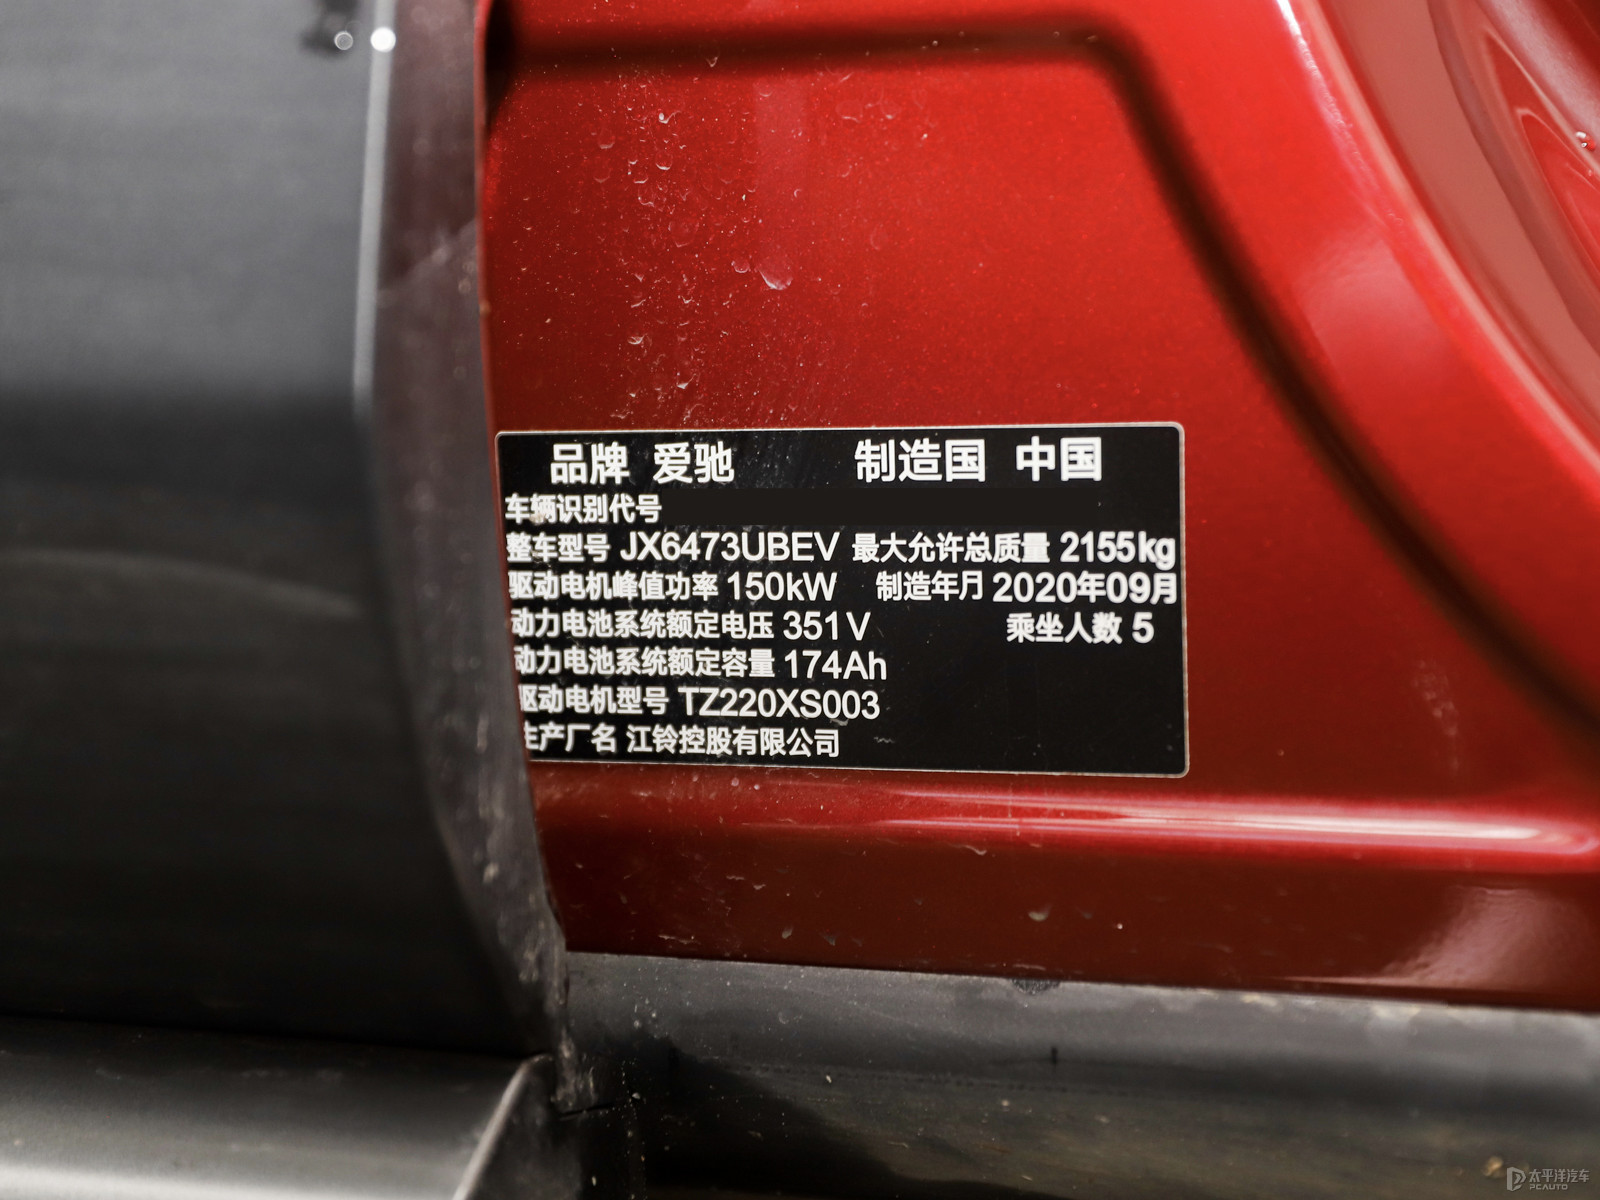 品牌 爱驰 制造国 中国
车辆识别代号
整车型号 JX6473UBEV 最大允许总质量 2155kg
驱动电机峰值功率 150kW 制造年月 2020年09月
动力电池系统额定电压 351V 乘坐人数 5
动力电池系统额定容量 174Ah
驱动电机型号 TZ220XS003
生产厂名 江铃控股有限公司
太平洋汽车
PCAUTO